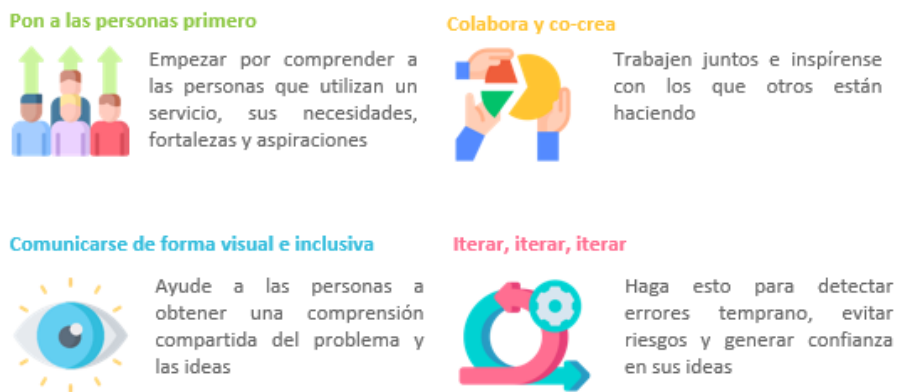 Pon a las personas primero
Empezar por comprender a
las personas que utilizan un
servicio, sus necesidades,
fortalezas y aspiraciones
Colabora y co-crea
Trabajen juntos e inspírense
con los que otros están
haciendo
Comunicarse de forma visual e inclusiva
Ayude a las personas a
obtener una comprensión
compartida del problema y
las ideas
Iterar, iterar, iterar
Haga esto para detectar
errores temprano, evitar
riesgos y generar confianza
en sus ideas